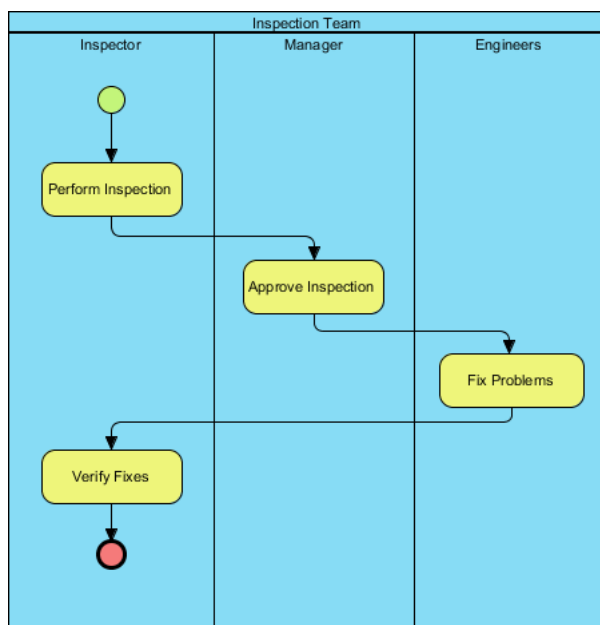 Inspection Team
Inspector
Manager
Engineers
Perform Inspection
Approve Inspection
Fix Problems
Verify Fixes